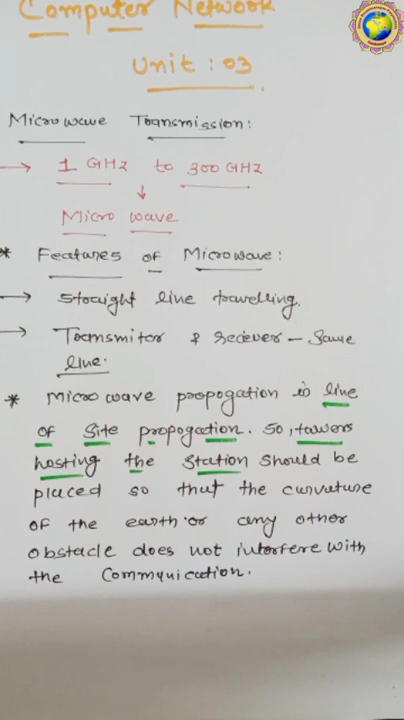 Computer Network
Unit : 03
Microwave Transmission:
→ 1 GHz to 300 GHz
↓
Micro wave
* Features of Microwave:
→ Straight line travelling.
→ Transmitor & reciever - Same
line.
* Microwave propogation is line
of Site propogation. So, towers
hosting the Station should be
placed so that the curvature
of the earth or any other
obstacle does not interfere with
the Communication.